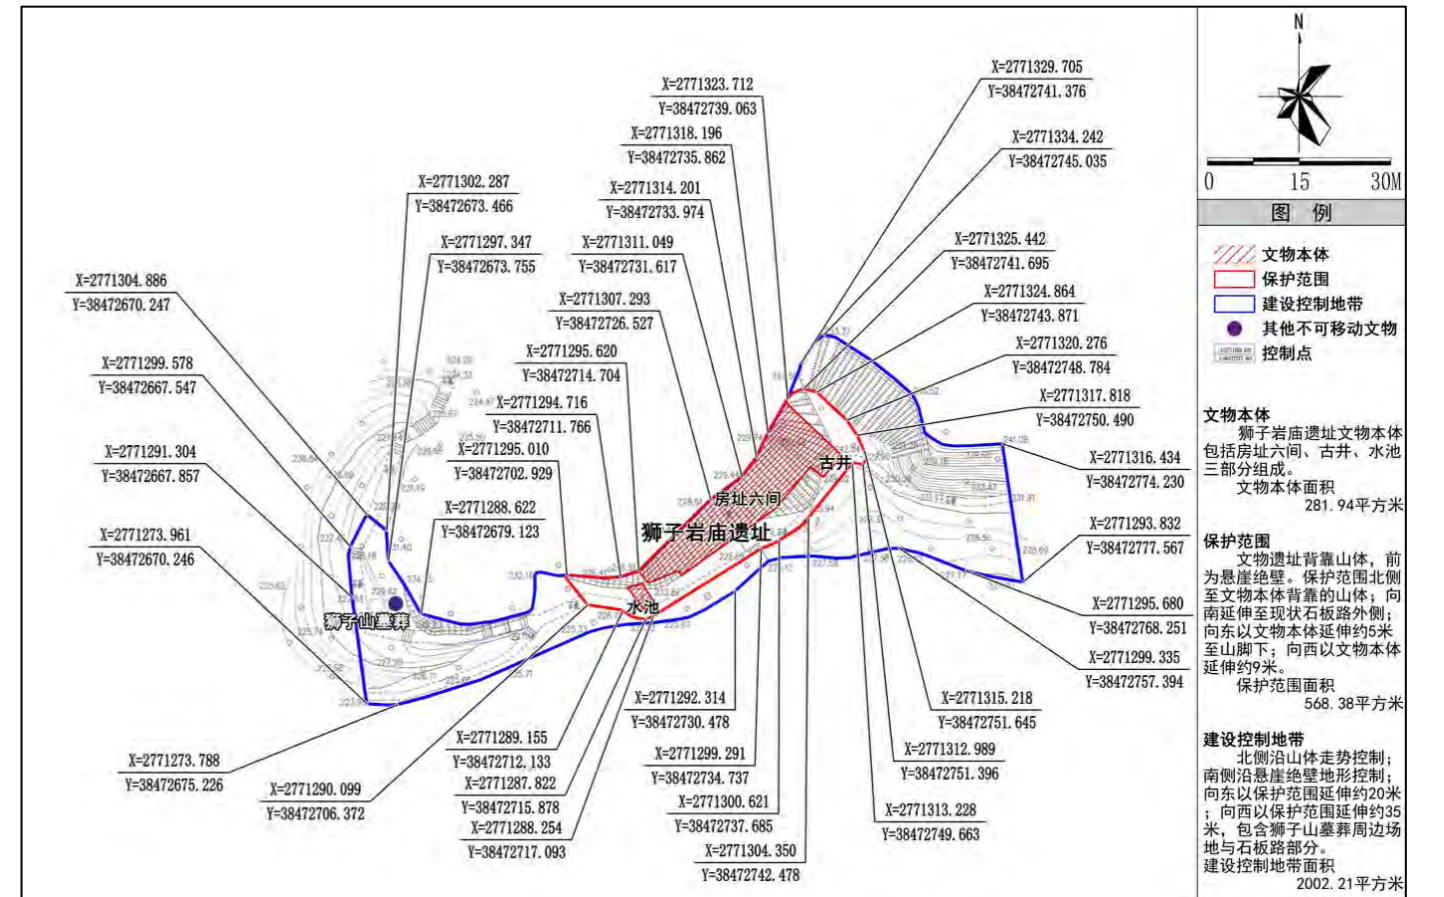 X=2771329.705
Y=38472741.376
X=2771323.712
Y=38472739.063
X=2771334.242
Y=38472745.035
X=2771318.196
Y=38472735.862
X=2771302.287
Y=38472673.466
X=2771314.201
Y=38472733.974
X=2771297.347
Y=38472673.755
X=2771311.049
Y=38472731.617
X=2771325.442
Y=38472741.695
X=2771304.886
Y=38472670.247
X=2771307.293
Y=38472726.527
X=2771324.864
Y=38472743.871
X=2771299.578
Y=38472667.547
X=2771295.620
Y=38472714.704
X=2771320.276
Y=38472748.784
X=2771294.716
Y=38472711.766
X=2771317.818
Y=38472750.490
X=2771291.304
Y=38472667.857
X=2771295.010
Y=38472702.929
X=2771316.434
Y=38472774.230
X=2771288.622
Y=38472679.123
X=2771273.961
Y=38472670.246
X=2771293.832
Y=38472777.567
古井
房址六间
狮子岩庙遗址
水池
狮子山墓葬
X=2771295.680
Y=38472768.251
X=2771299.335
Y=38472757.394
X=2771292.314
Y=38472730.478
X=2771315.218
Y=38472751.645
X=2771289.155
Y=38472712.133
X=2771299.291
Y=38472734.737
X=2771312.989
Y=38472751.396
X=2771273.788
Y=38472675.226
X=2771290.099
Y=38472706.372
X=2771287.822
Y=38472715.878
X=2771300.621
Y=38472737.685
X=2771313.228
Y=38472749.663
X=2771288.254
Y=38472717.093
X=2771304.350
Y=38472742.478
N
0 15 30M
图 例
文物本体
保护范围
建设控制地带
其他不可移动文物
控制点
文物本体
狮子岩庙遗址文物本体
包括房址六间、古井、水池
三部分组成。
文物本体面积
281.94平方米
保护范围
文物遗址背靠山体，前
为悬崖绝壁。保护范围北侧
至文物本体背靠的山体；向
南延伸至现状石板路外侧；
向东以文物本体延伸约5米
至山脚下；向西以文物本体
延伸约9米。
保护范围面积
568.38平方米
建设控制地带
北侧沿山体走势控制；
南侧沿悬崖绝壁地形控制；
向东以保护范围延伸约20米
；向西以保护范围延伸约35
米，包含狮子山墓葬周边场
地与石板路部分。
建设控制地带面积
2002.21平方米